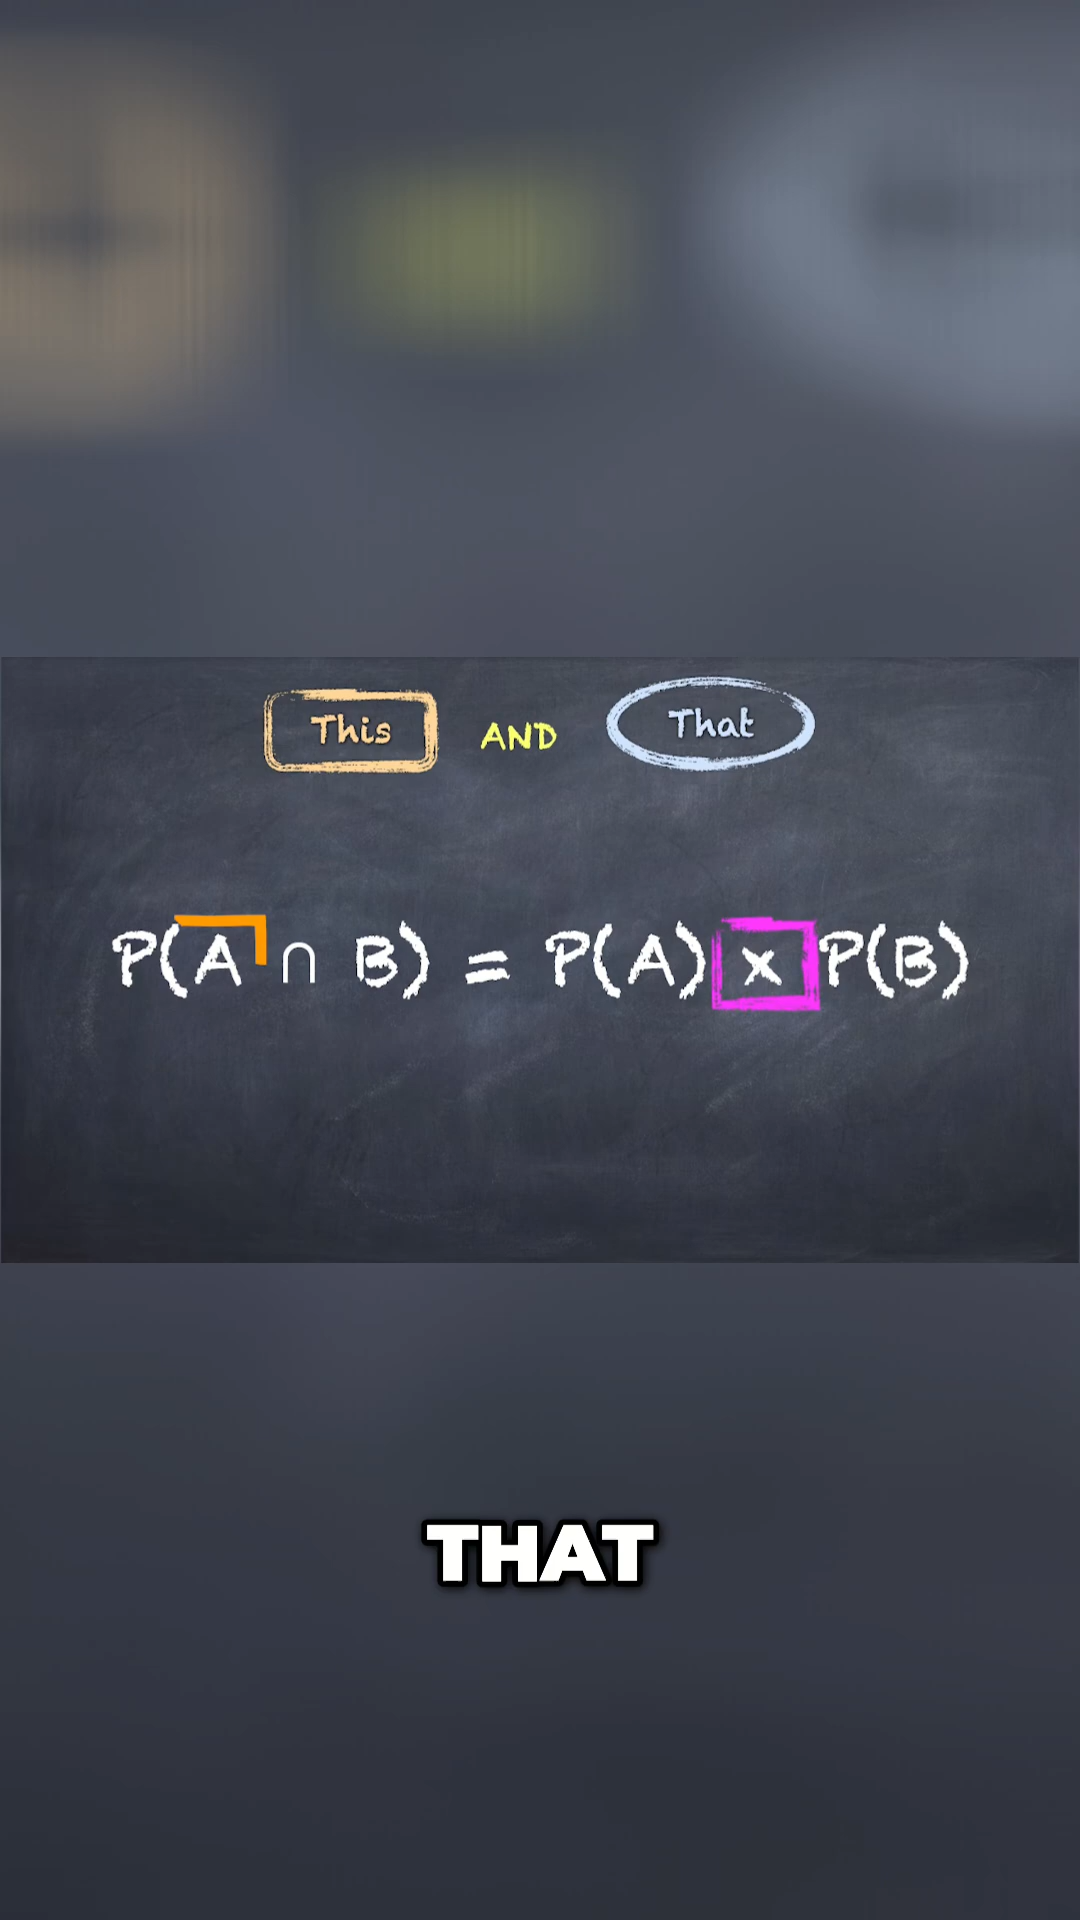 This AND That
P(A ∩ B) = P(A) x P(B)
THAT